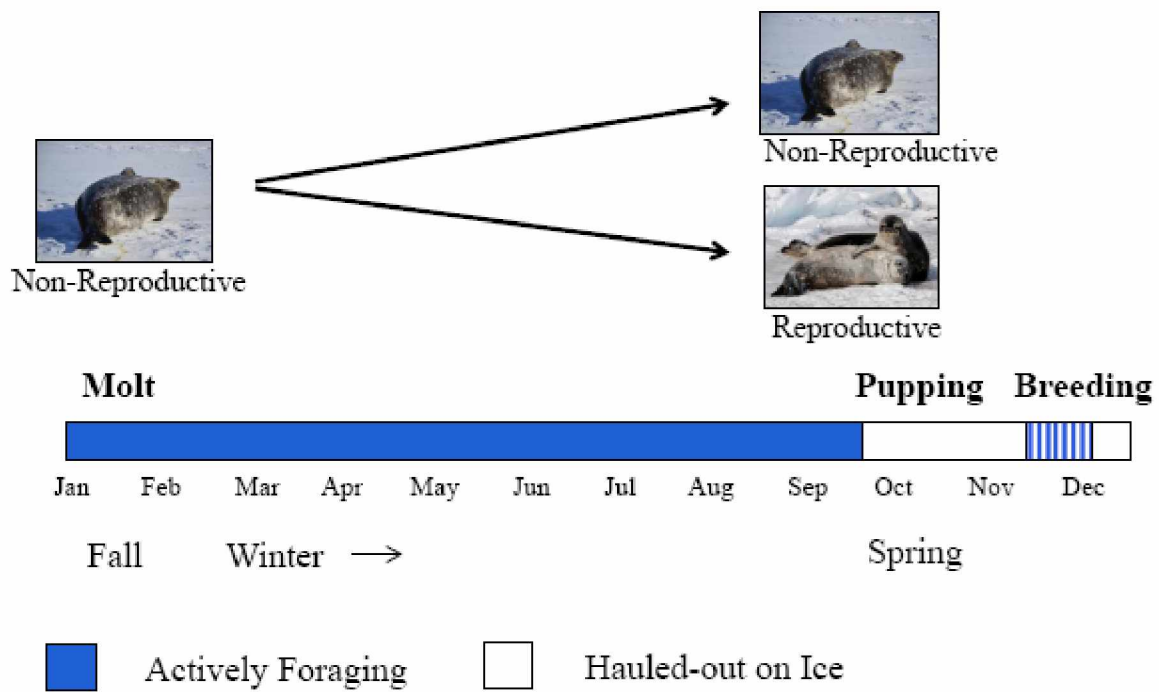 Non-Reproductive
Non-Reproductive
Reproductive
Molt Pupping Breeding
Jan Feb Mar Apr May Jun Jul Aug Sep Oct Nov Dec
Fall Winter → Spring
Actively Foraging Hauled-out on Ice